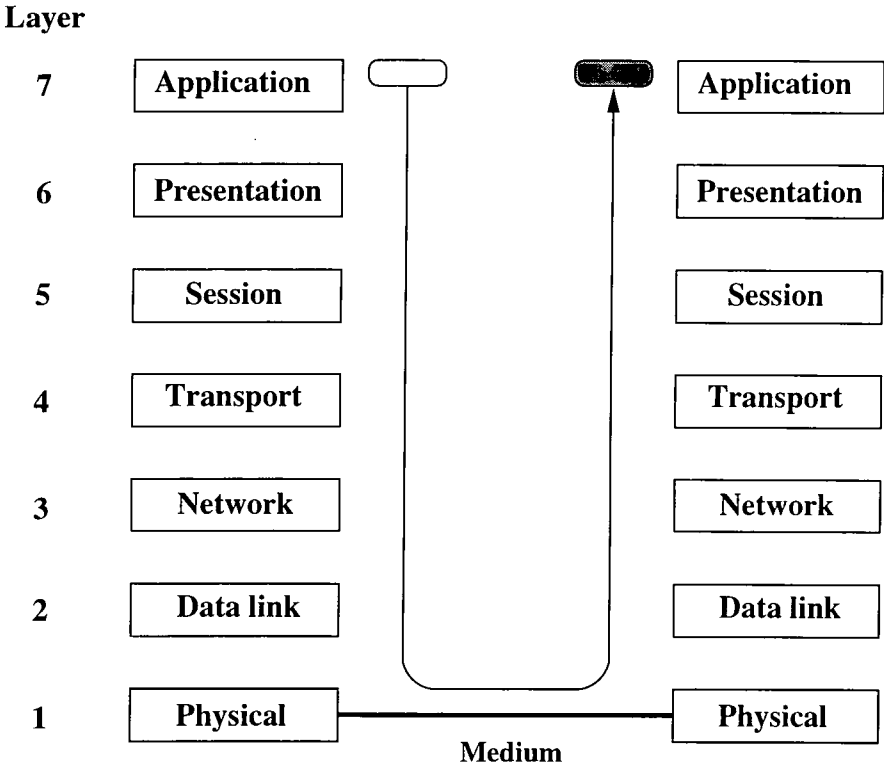 Layer
7 Application Application
6 Presentation Presentation
5 Session Session
4 Transport Transport
3 Network Network
2 Data link Data link
1 Physical Physical
Medium